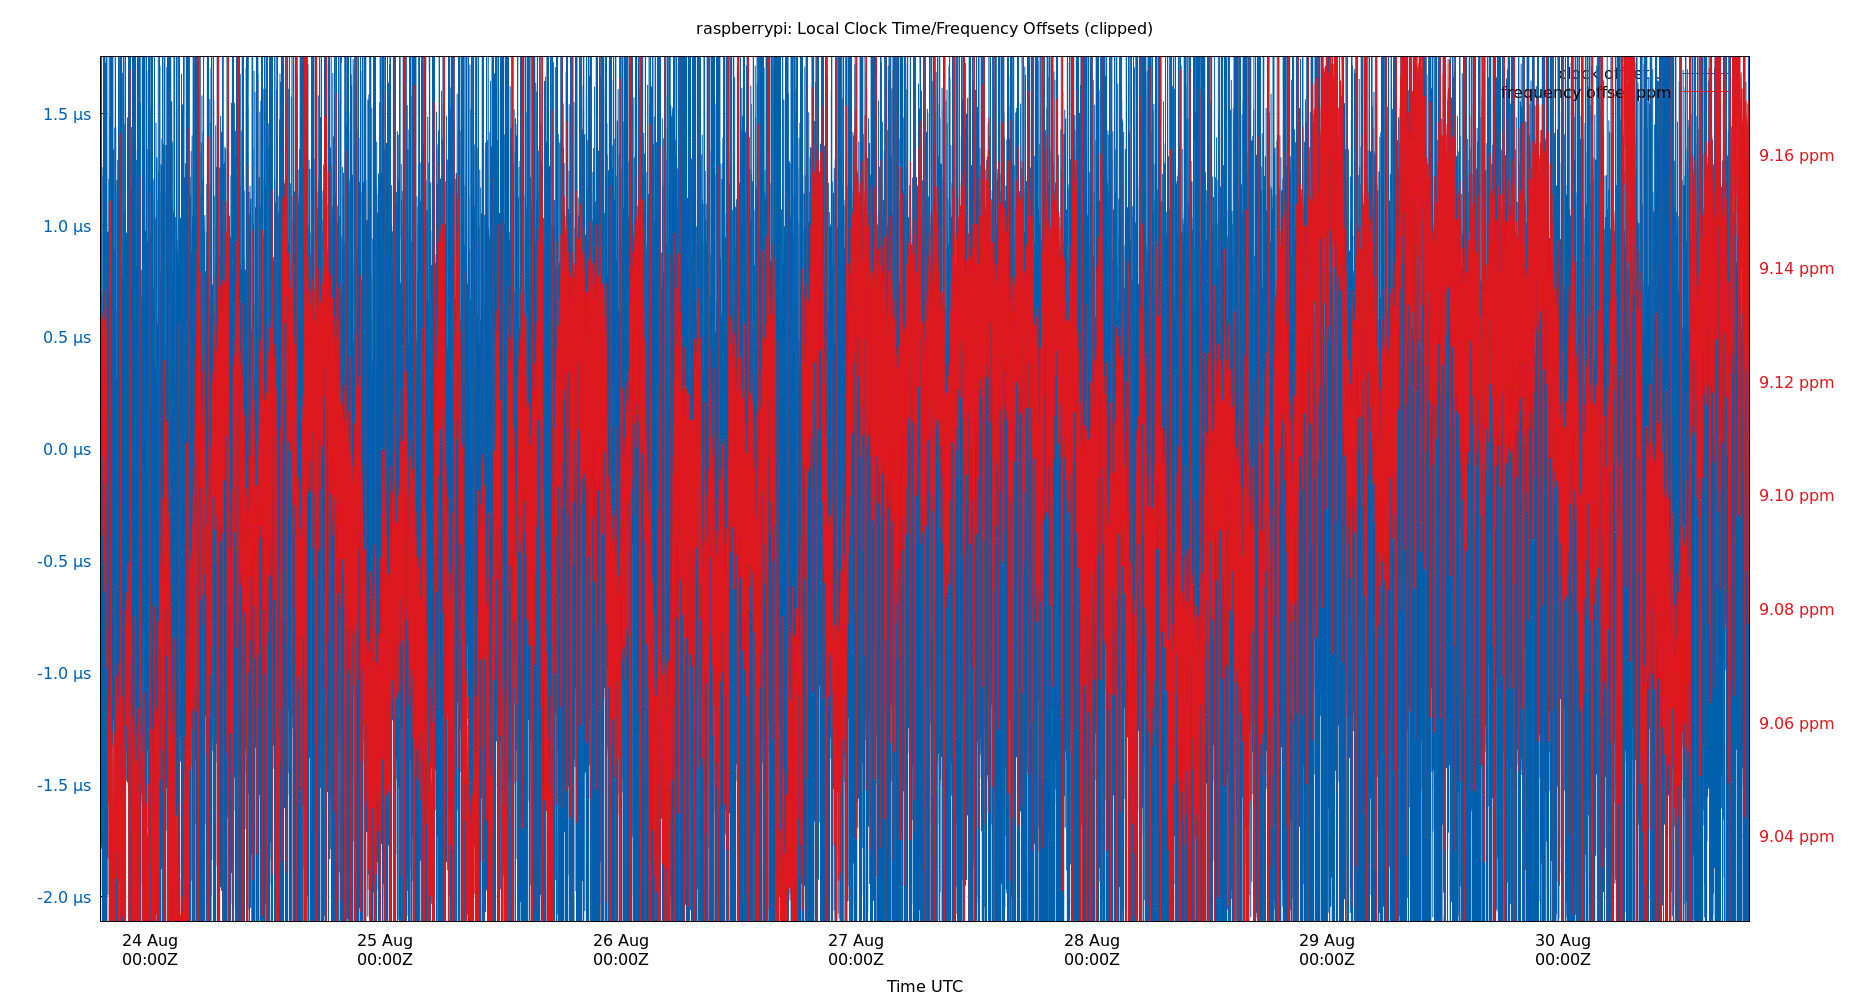 raspberrypi: Local Clock Time/Frequency Offsets (clipped)
frequency ppm
1.5 µs
1.0 µs
0.5 µs
0.0 µs
-0.5 µs
-1.0 µs
-1.5 µs
-2.0 µs
9.16 ppm
9.14 ppm
9.12 ppm
9.10 ppm
9.08 ppm
9.06 ppm
9.04 ppm
24 Aug
00:00Z
25 Aug
00:00Z
26 Aug
00:00Z
27 Aug
00:00Z
28 Aug
00:00Z
29 Aug
00:00Z
30 Aug
00:00Z
Time UTC